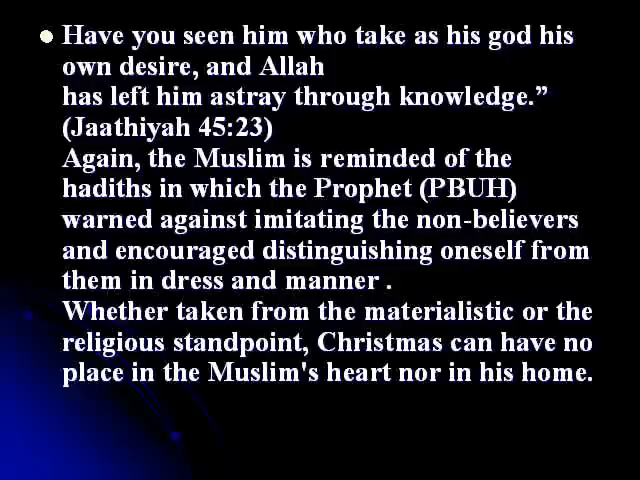 Have you seen him who take as his god his
own desire, and Allah
has left him astray through knowledge.”
(Jaathiyah 45:23)
Again, the Muslim is reminded of the
hadiths in which the Prophet (PBUH)
warned against imitating the non-believers
and encouraged distinguishing oneself from
them in dress and manner .
Whether taken from the materialistic or the
religious standpoint, Christmas can have no
place in the Muslim's heart nor in his home.